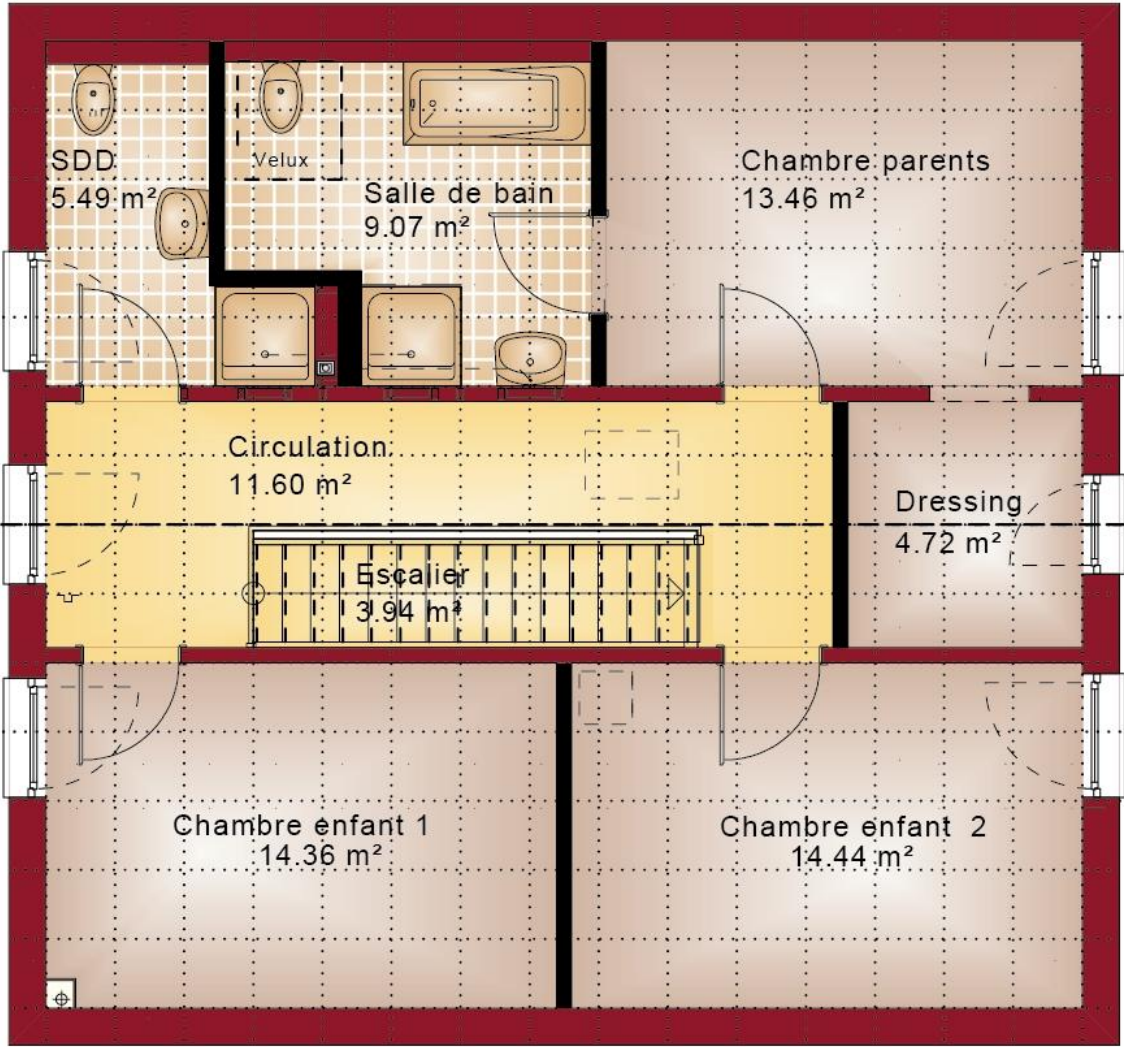 SDD
5.49 m²
Velux
Salle de bain
9.07 m²
Chambre parents
13.46 m²
Circulation
11.60 m²
Escalier
3.94 m²
Dressing
4.72 m²
Chambre enfant 1
14.36 m²
Chambre enfant 2
14.44 m²